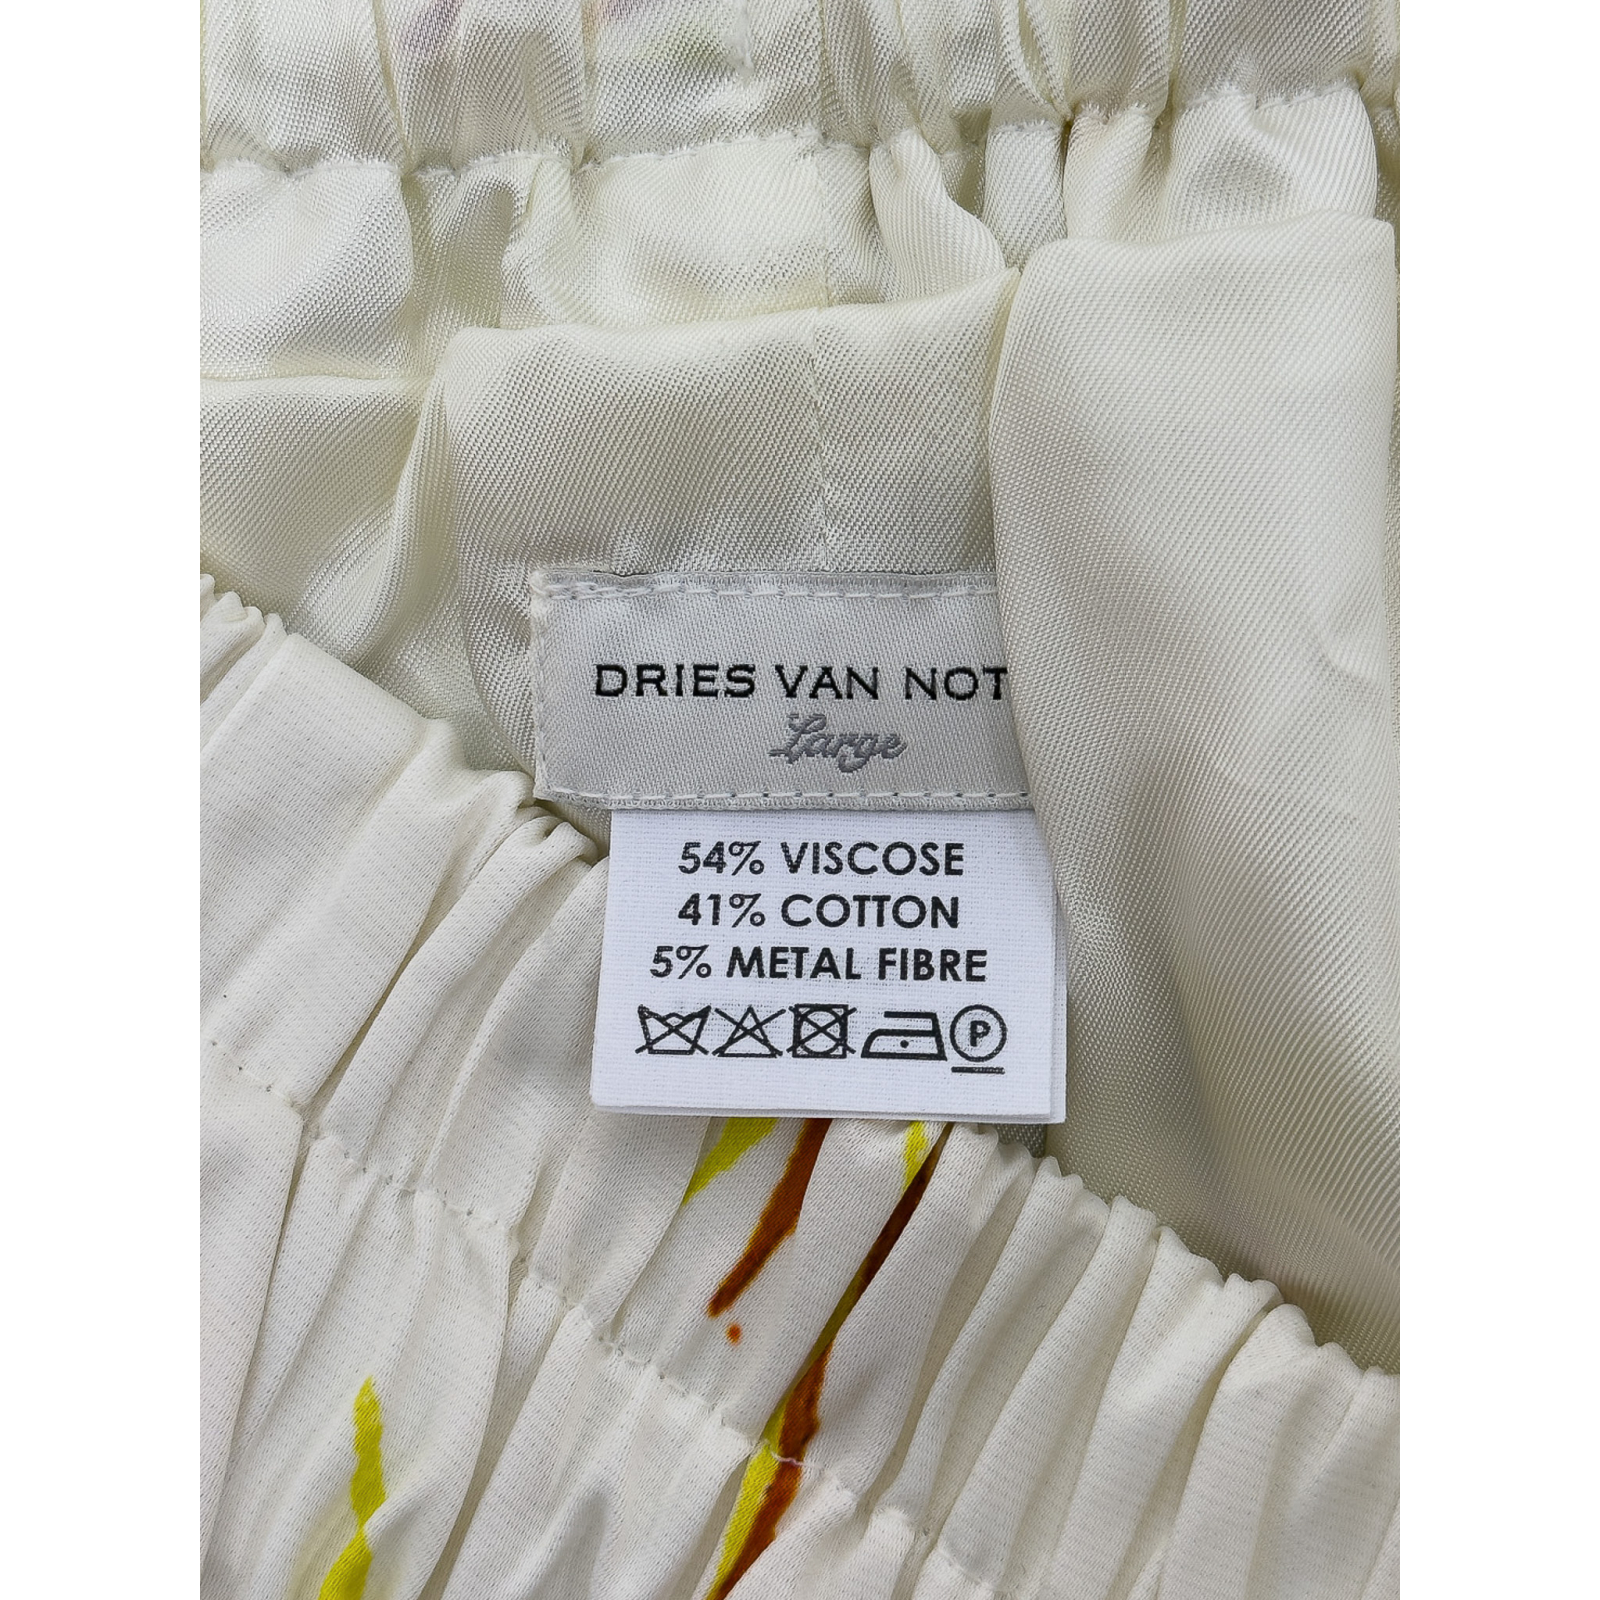 DRIES VAN NOT
Large
54% VISCOSE
41% COTTON
5% METAL FIBRE
P